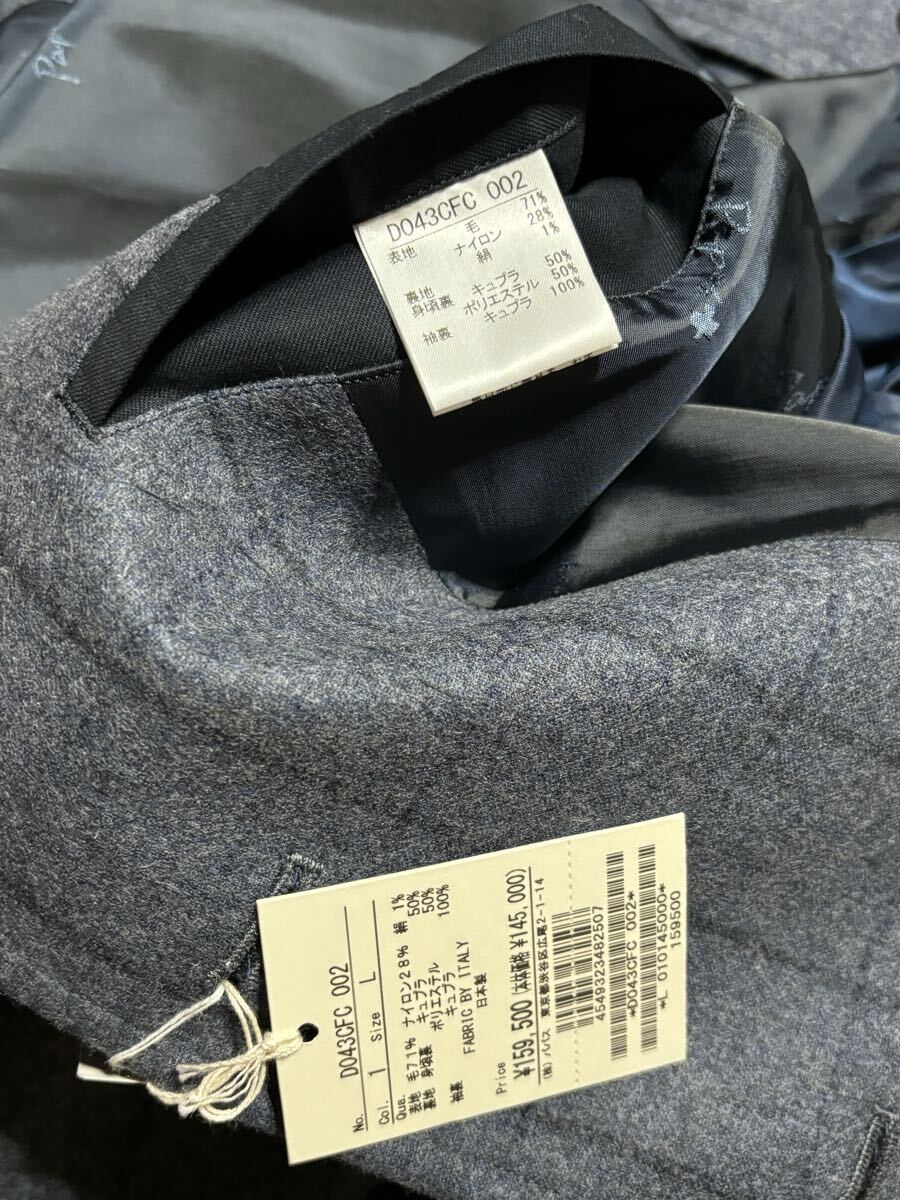 Pap
D043CFC 002
表地 毛 71%
ナイロン 28%
絹 1%
裏地
身頃裏 キュプラ 50%
ポリエステル 50%
袖裏 キュプラ 100%
No. D043CFC 002
Col. 1 Size L
Qua.
表地 毛71% ナイロン28% 絹 1%
裏地 身頃裏 キュプラ 50%
ポリエステル 50%
袖裏 キュプラ 100%
FABRIC BY ITALY
日本製
Price
¥159,500 (本体価格¥145,000)
(株) パパス 東京都渋谷区広尾2-1-14
4549323482507
*D043CFC 002*
*L 010145000*
159500